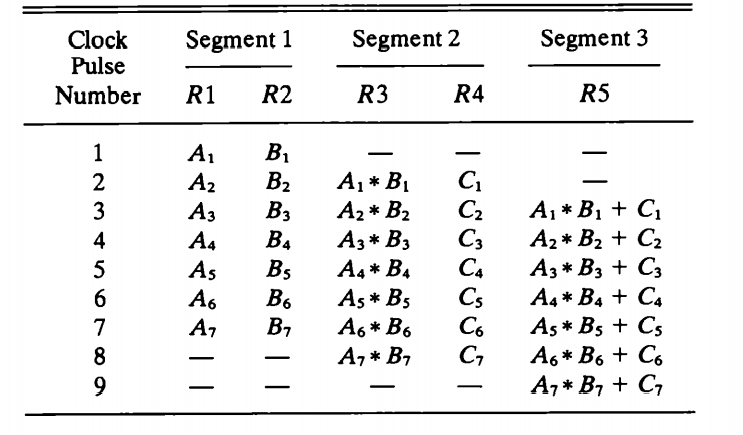 Clock Segment 1 Segment 2 Segment 3
Pulse
Number R1 R2 R3 R4 R5
1 A₁ B₁ — — —
2 A₂ B₂ A₁ * B₁ C₁ —
3 A₃ B₃ A₂ * B₂ C₂ A₁ * B₁ + C₁
4 A₄ B₄ A₃ * B₃ C₃ A₂ * B₂ + C₂
5 A₅ B₅ A₄ * B₄ C₄ A₃ * B₃ + C₃
6 A₆ B₆ A₅ * B₅ C₅ A₄ * B₄ + C₄
7 A₇ B₇ A₆ * B₆ C₆ A₅ * B₅ + C₅
8 — — A₇ * B₇ C₇ A₆ * B₆ + C₆
9 — — — — A₇ * B₇ + C₇